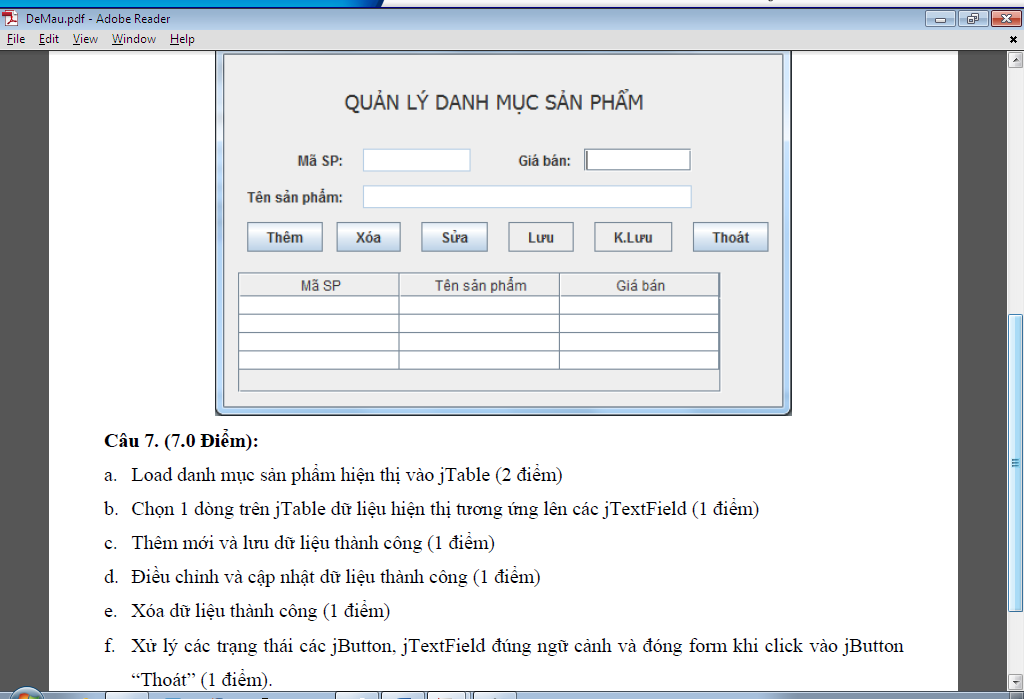 DeMau.pdf - Adobe Reader
File Edit View Window Help
QUẢN LÝ DANH MỤC SẢN PHẨM
Mã SP: Giá bán:
Tên sản phẩm:
Thêm Xóa Sửa Lưu K.Lưu Thoát
Mã SP Tên sản phẩm Giá bán
Câu 7. (7.0 Điểm):
a. Load danh mục sản phẩm hiện thị vào jTable (2 điểm)
b. Chọn 1 dòng trên jTable dữ liệu hiện thị tương ứng lên các jTextField (1 điểm)
c. Thêm mới và lưu dữ liệu thành công (1 điểm)
d. Điều chỉnh và cập nhật dữ liệu thành công (1 điểm)
e. Xóa dữ liệu thành công (1 điểm)
f. Xử lý các trạng thái các jButton, jTextField đúng ngữ cảnh và đóng form khi click vào jButton
“Thoát” (1 điểm).